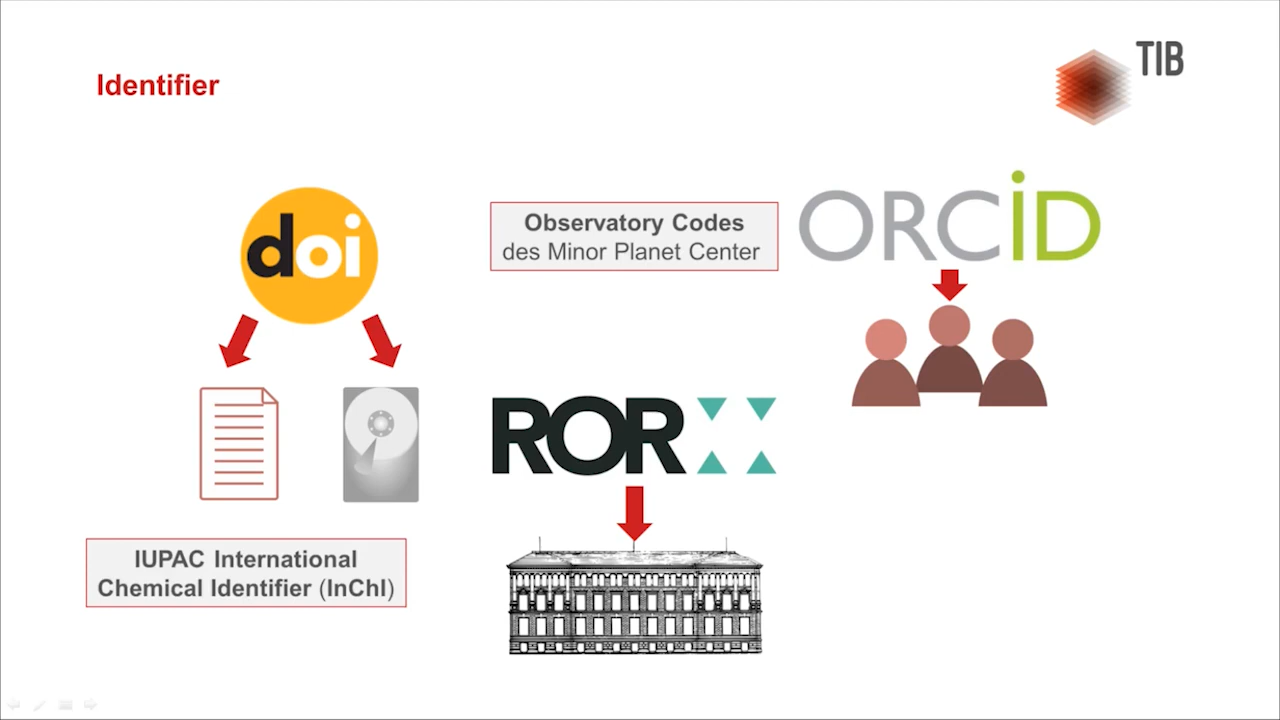 Identifier
TIB
doi
Observatory Codes
des Minor Planet Center
ORCID
ROR
IUPAC International
Chemical Identifier (InChI)